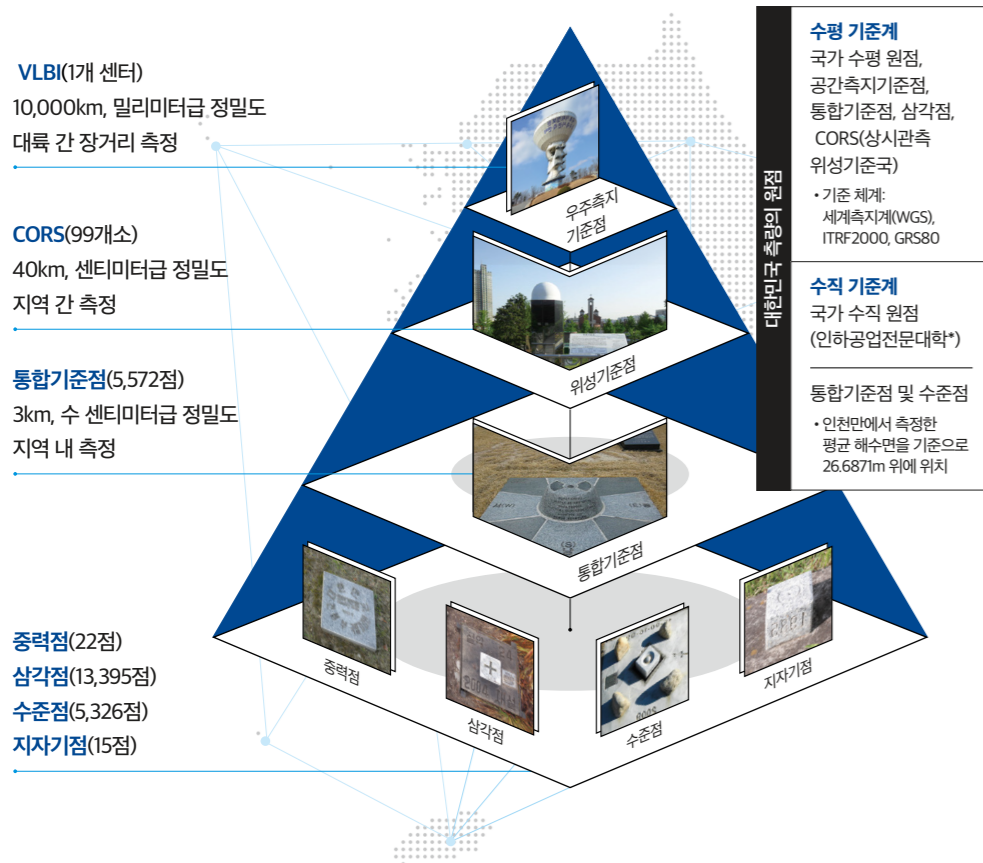 VLBI(1개 센터)
10,000km, 밀리미터급 정밀도
대륙 간 장거리 측정
CORS(99개소)
40km, 센티미터급 정밀도
지역 간 측정
통합기준점(5,572점)
3km, 수 센티미터급 정밀도
지역 내 측정
중력점(22점)
삼각점(13,395점)
수준점(5,326점)
지자기점(15점)
우주측지
기준점
위성기준점
통합기준점
중력점
삼각점
수준점
지자기점
대한민국 측량의 원점
수평 기준계
국가 수평 원점,
공간측지기준점,
통합기준점, 삼각점,
CORS(상시관측
위성기준국)
• 기준 체계:
세계측지계(WGS),
ITRF2000, GRS80
수직 기준계
국가 수직 원점
(인하공업전문대학*)
통합기준점 및 수준점
• 인천만에서 측정한
평균 해수면을 기준으로
26.6871m 위에 위치